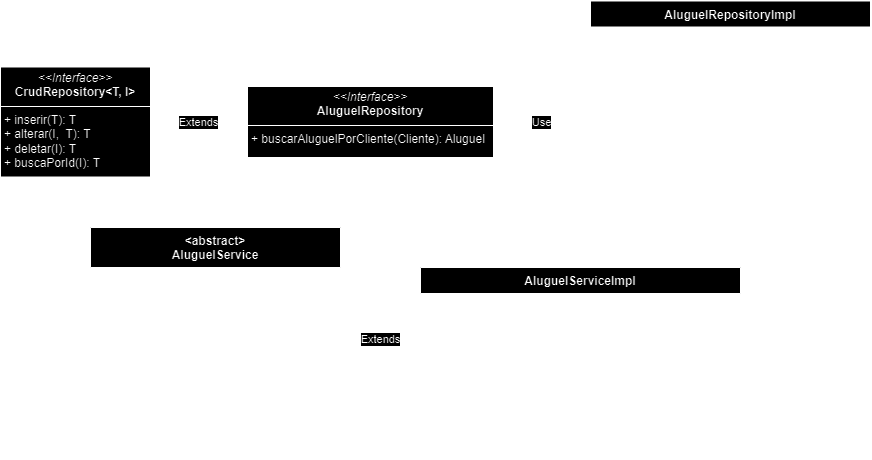 AluguelRepositoryImpl
<<Interface>>
CrudRepository<T, I>
+ inserir(T): T
+ alterar(I,  T): T
+ deletar(I): T
+ buscaPorId(I): T
Extends
<<Interface>>
AluguelRepository
+ buscarAluguelPorCliente(Cliente): Aluguel
Use
<abstract>
AluguelService
AluguelServiceImpl
Extends